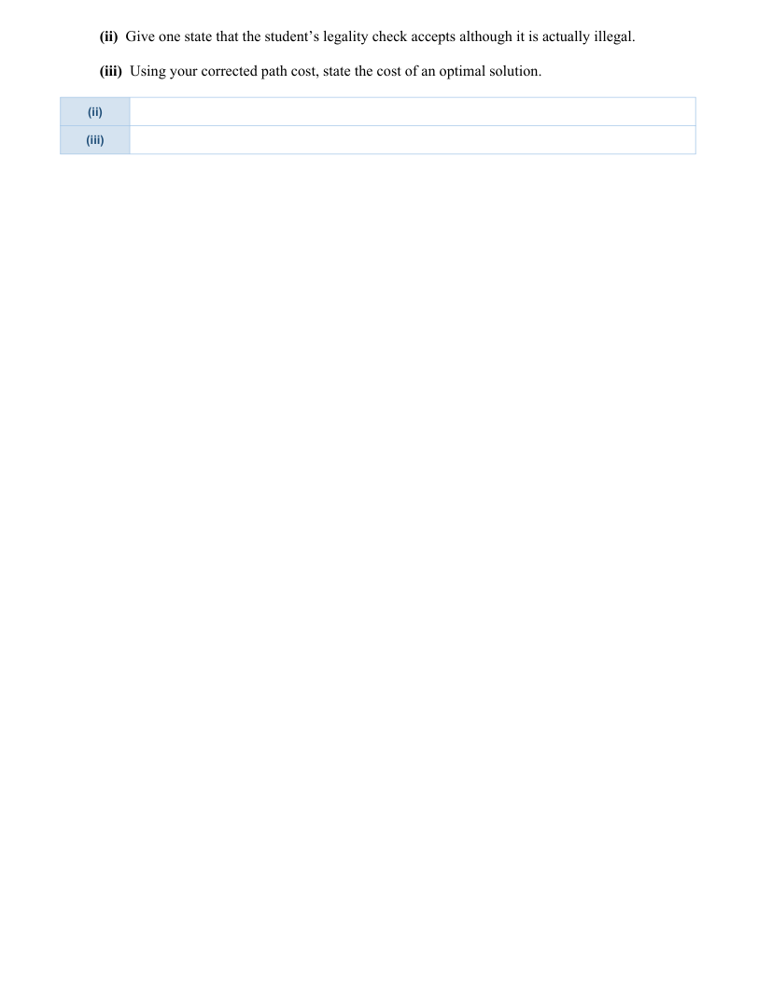 (ii) Give one state that the student’s legality check accepts although it is actually illegal.
(iii) Using your corrected path cost, state the cost of an optimal solution.
(ii)
(iii)